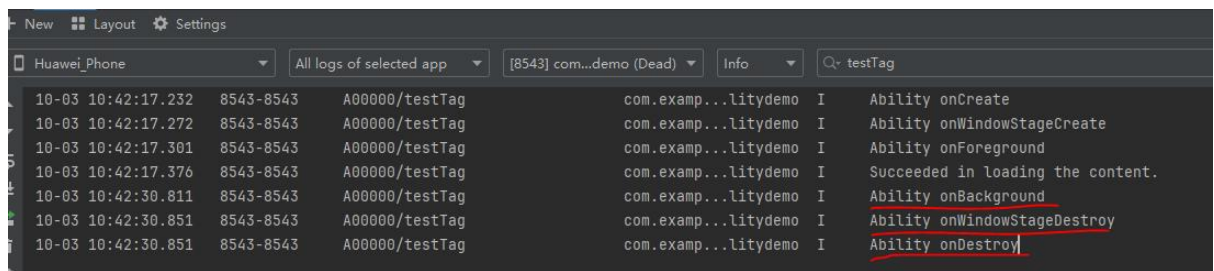 New Layout Settings
Huawei_Phone All logs of selected app [8543] com...demo (Dead) Info testTag
10-03 10:42:17.232 8543-8543 A00000/testTag com.examp...litydemo I Ability onCreate
10-03 10:42:17.272 8543-8543 A00000/testTag com.examp...litydemo I Ability onWindowStageCreate
10-03 10:42:17.301 8543-8543 A00000/testTag com.examp...litydemo I Ability onForeground
10-03 10:42:17.376 8543-8543 A00000/testTag com.examp...litydemo I Succeeded in loading the content.
10-03 10:42:30.811 8543-8543 A00000/testTag com.examp...litydemo I Ability onBackground
10-03 10:42:30.851 8543-8543 A00000/testTag com.examp...litydemo I Ability onWindowStageDestroy
10-03 10:42:30.851 8543-8543 A00000/testTag com.examp...litydemo I Ability onDestroy